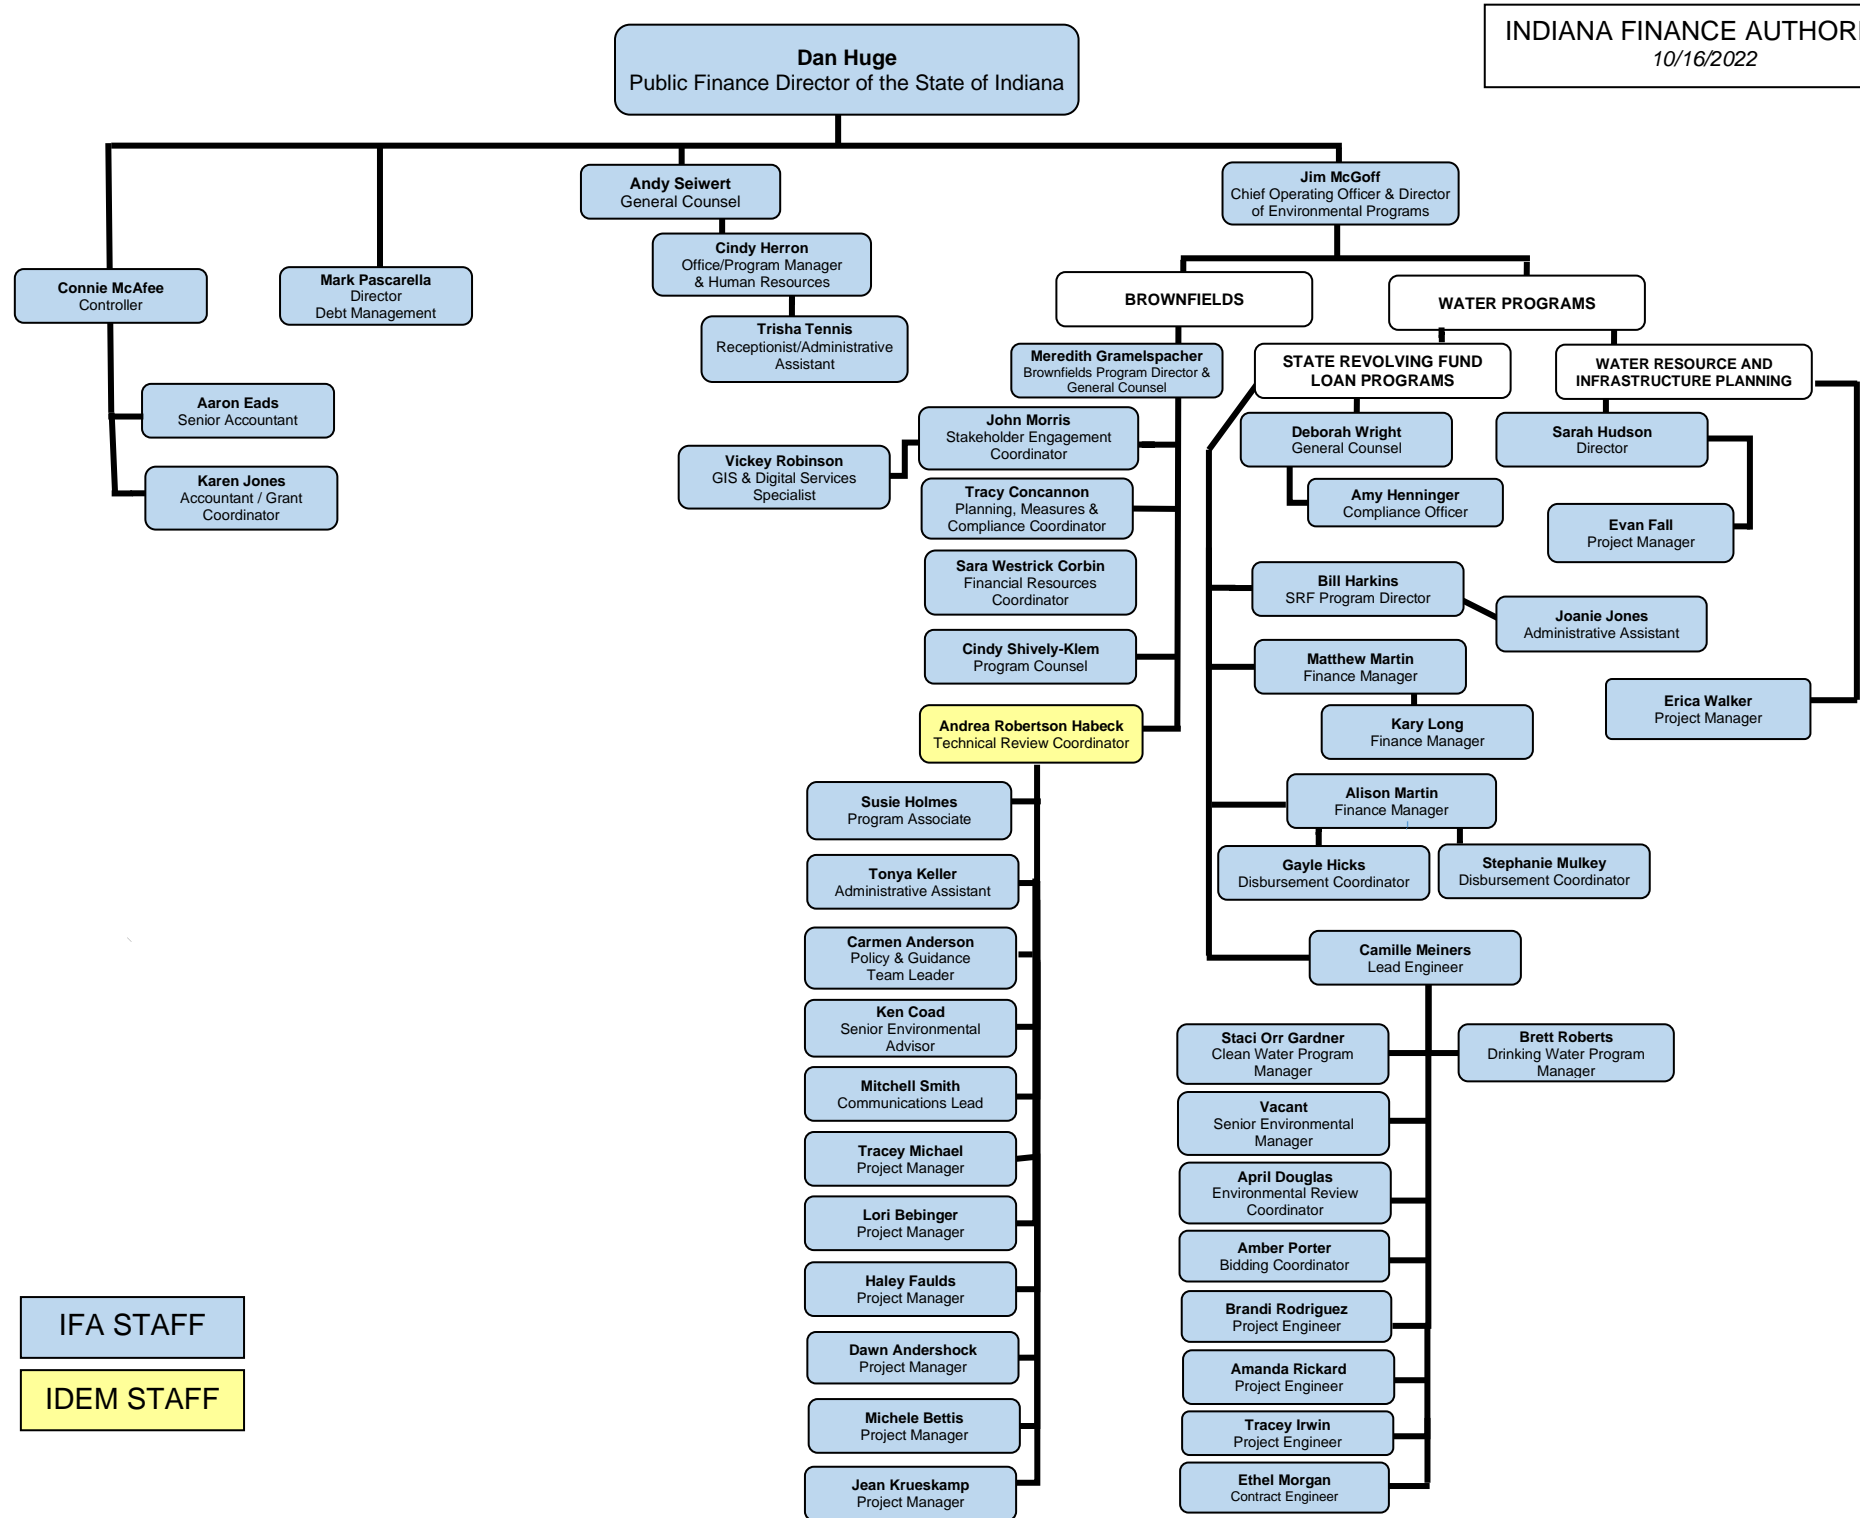 INDIANA FINANCE AUTHORI
10/16/2022
Dan Huge
Public Finance Director of the State of Indiana
Andy Seiwert
General Counsel
Jim McGoff
Chief Operating Officer & Director
of Environmental Programs
Cindy Herron
Office/Program Manager
& Human Resources
Connie McAfee
Controller
Mark Pascarella
Director
Debt Management
BROWNFIELDS
WATER PROGRAMS
Trisha Tennis
Receptionist/Administrative
Assistant
Meredith Gramelspacher
Brownfields Program Director &
General Counsel
STATE REVOLVING FUND
LOAN PROGRAMS
WATER RESOURCE AND
INFRASTRUCTURE PLANNING
Aaron Eads
Senior Accountant
John Morris
Stakeholder Engagement
Coordinator
Deborah Wright
General Counsel
Sarah Hudson
Director
Vickey Robinson
GIS & Digital Services
Specialist
Karen Jones
Accountant / Grant
Coordinator
Tracy Concannon
Planning, Measures &
Compliance Coordinator
Amy Henninger
Compliance Officer
Evan Fall
Project Manager
Sara Westrick Corbin
Financial Resources
Coordinator
Bill Harkins
SRF Program Director
Joanie Jones
Administrative Assistant
Cindy Shively-Klem
Program Counsel
Matthew Martin
Finance Manager
Erica Walker
Project Manager
Andrea Robertson Habeck
Technical Review Coordinator
Kary Long
Finance Manager
Susie Holmes
Program Associate
Alison Martin
Finance Manager
Tonya Keller
Administrative Assistant
Gayle Hicks
Disbursement Coordinator
Stephanie Mulkey
Disbursement Coordinator
Carmen Anderson
Policy & Guidance
Team Leader
Camille Meiners
Lead Engineer
Ken Coad
Senior Environmental
Advisor
Staci Orr Gardner
Clean Water Program
Manager
Brett Roberts
Drinking Water Program
Manager
Mitchell Smith
Communications Lead
Vacant
Senior Environmental
Manager
Tracey Michael
Project Manager
April Douglas
Environmental Review
Coordinator
Lori Bebinger
Project Manager
Amber Porter
Bidding Coordinator
Haley Faulds
Project Manager
Brandi Rodriguez
Project Engineer
Dawn Andershock
Project Manager
Amanda Rickard
Project Engineer
Michele Bettis
Project Manager
Tracey Irwin
Project Engineer
Jean Krueskamp
Project Manager
Ethel Morgan
Contract Engineer
IFA STAFF
IDEM STAFF